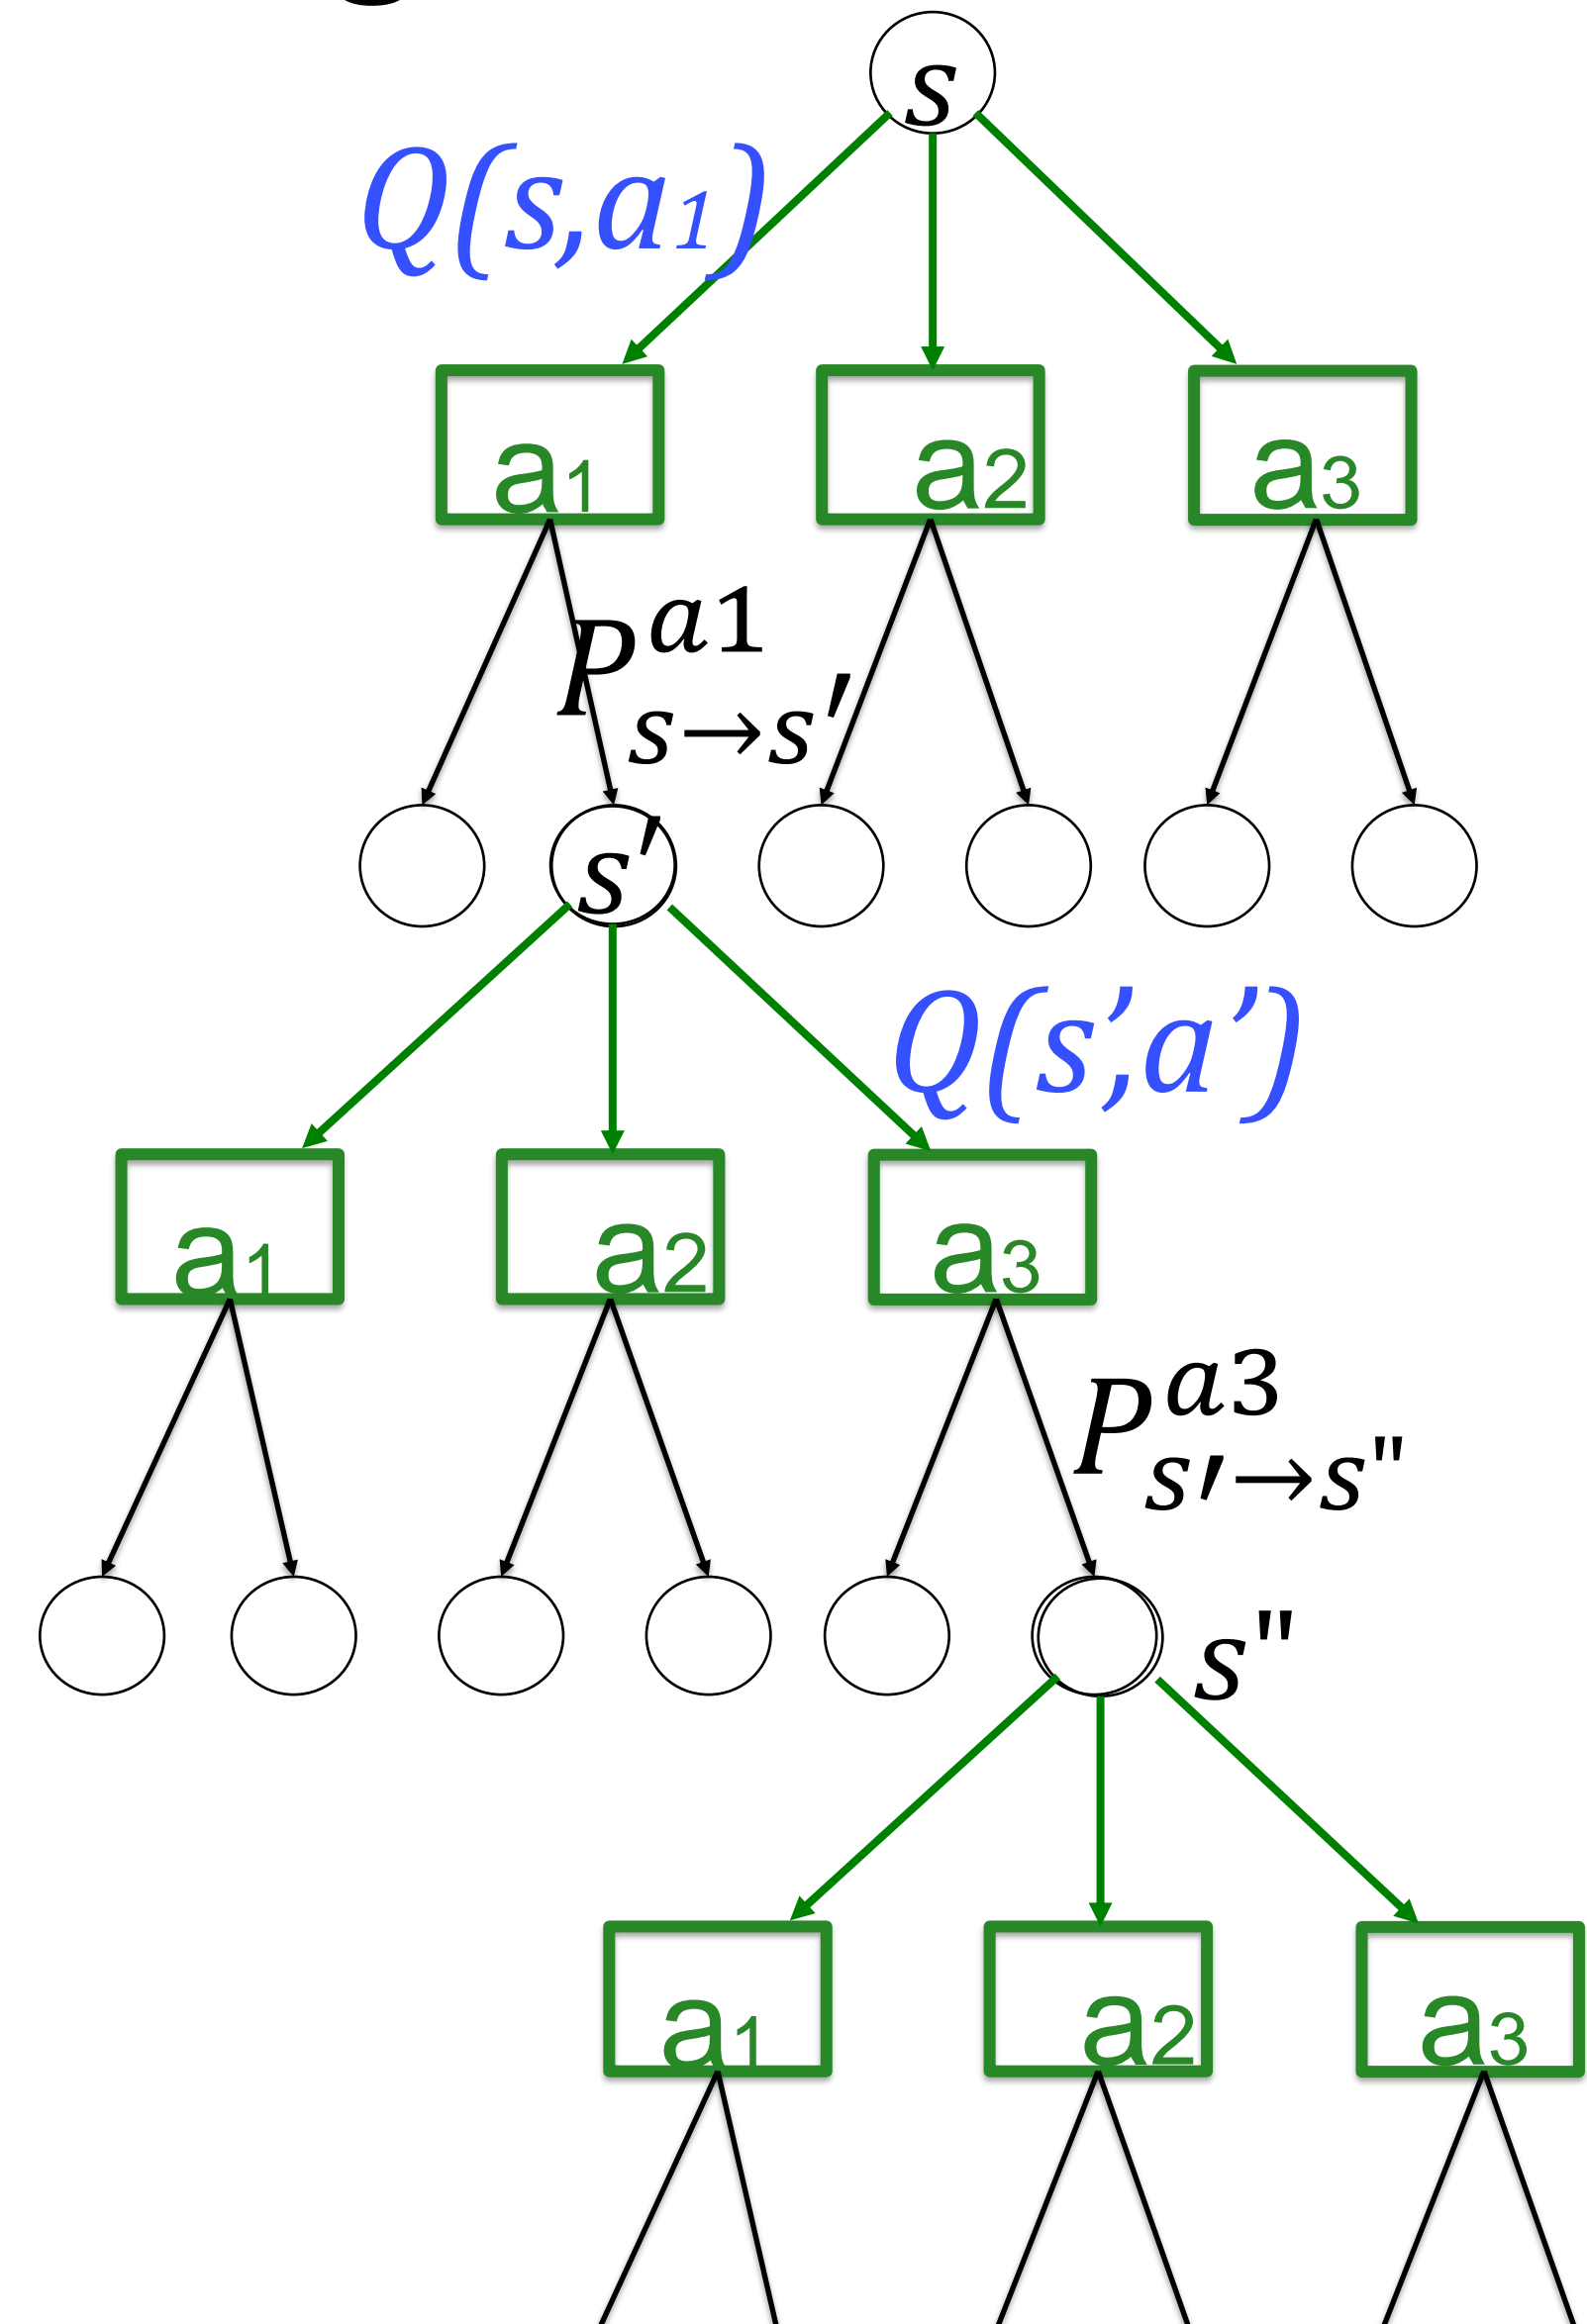 s
Q(s,a₁)
a₁ a₂ a₃
P^{a1}_{s→s′}
s′
Q(s′,a′)
a₁ a₂ a₃
P^{a3}_{s′→s"}
s"
a₁ a₂ a₃